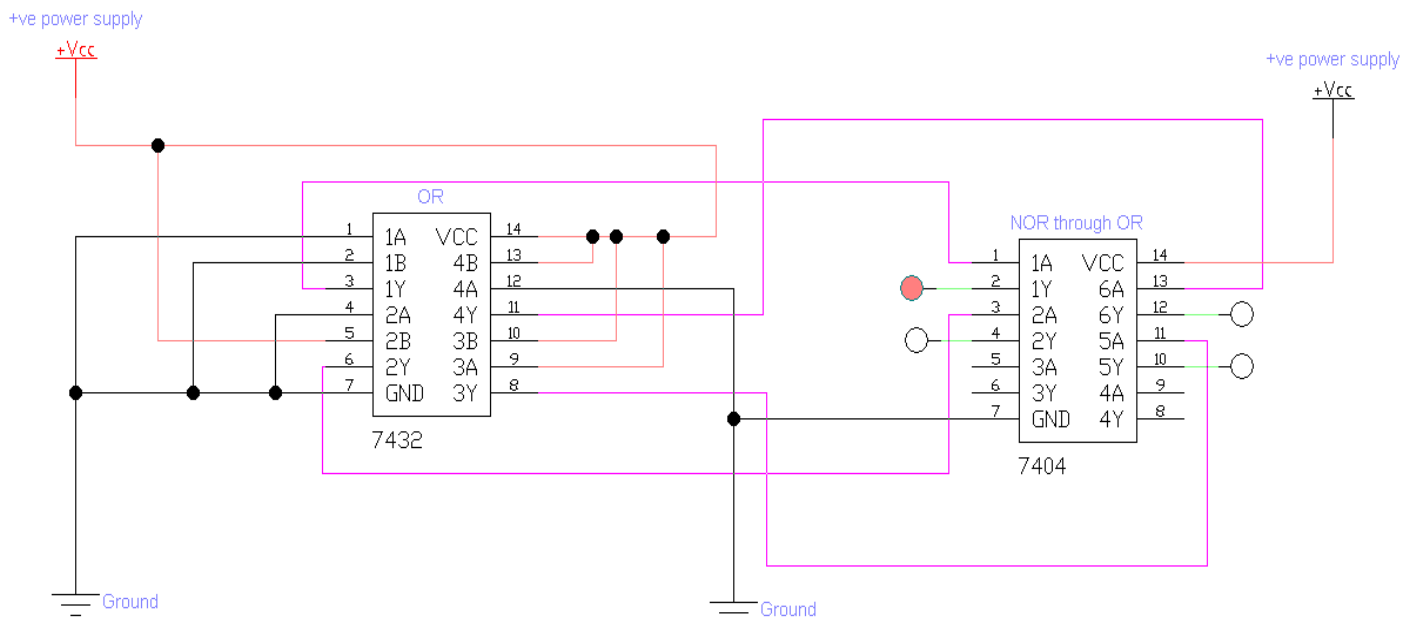 +ve power supply
+Vcc
+ve power supply
+Vcc
OR
1 1A VCC 14
2 1B 4B 13
3 1Y 4A 12
4 2A 4Y 11
5 2B 3B 10
6 2Y 3A 9
7 GND 3Y 8
7432
NOR through OR
1 1A VCC 14
2 1Y 6A 13
3 2A 6Y 12
4 2Y 5A 11
5 3A 5Y 10
6 3Y 4A 9
7 GND 4Y 8
7404
Ground
Ground